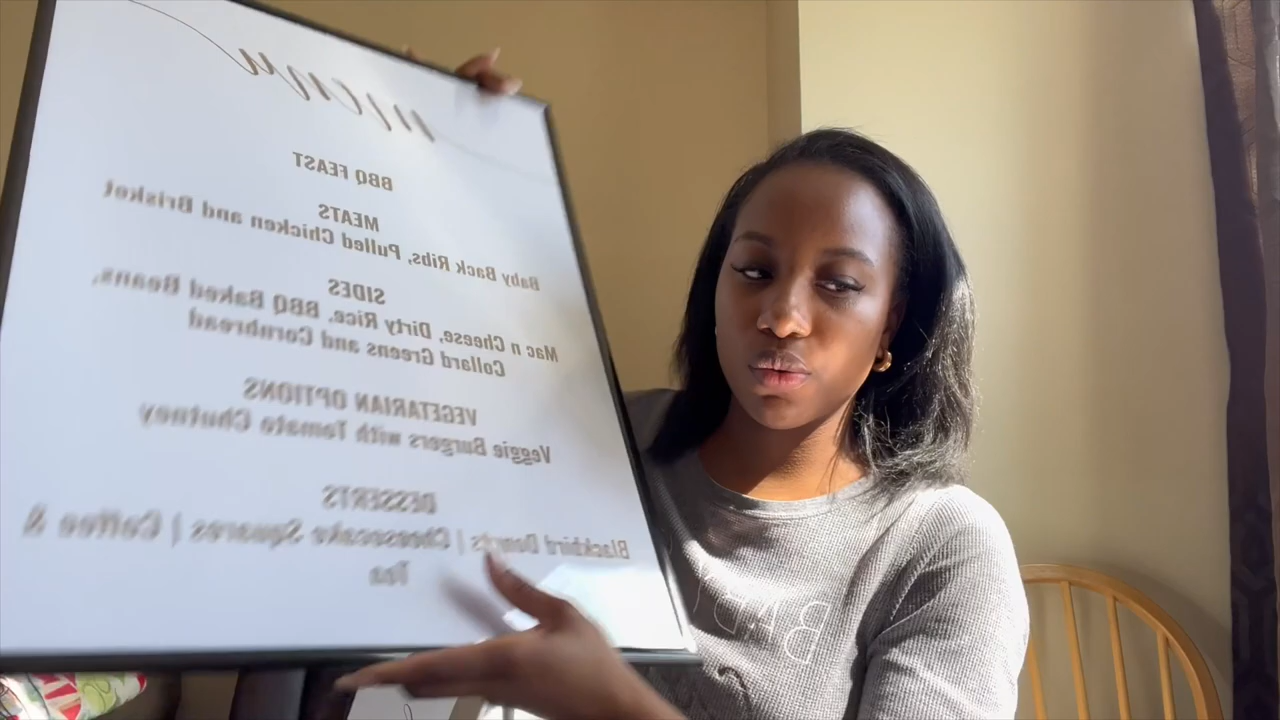 menu
BBQ FEAST
MEATS
Baby Back Ribs, Pulled Chicken and Brisket
SIDES
Mac n Cheese, Dirty Rice, BBQ Baked Beans,
Collard Greens and Cornbread
VEGETARIAN OPTIONS
Veggie Burgers with Tomato Chutney
DESSERTS
Blackbird Donuts | Cheesecake Squares | Coffee &
Tea